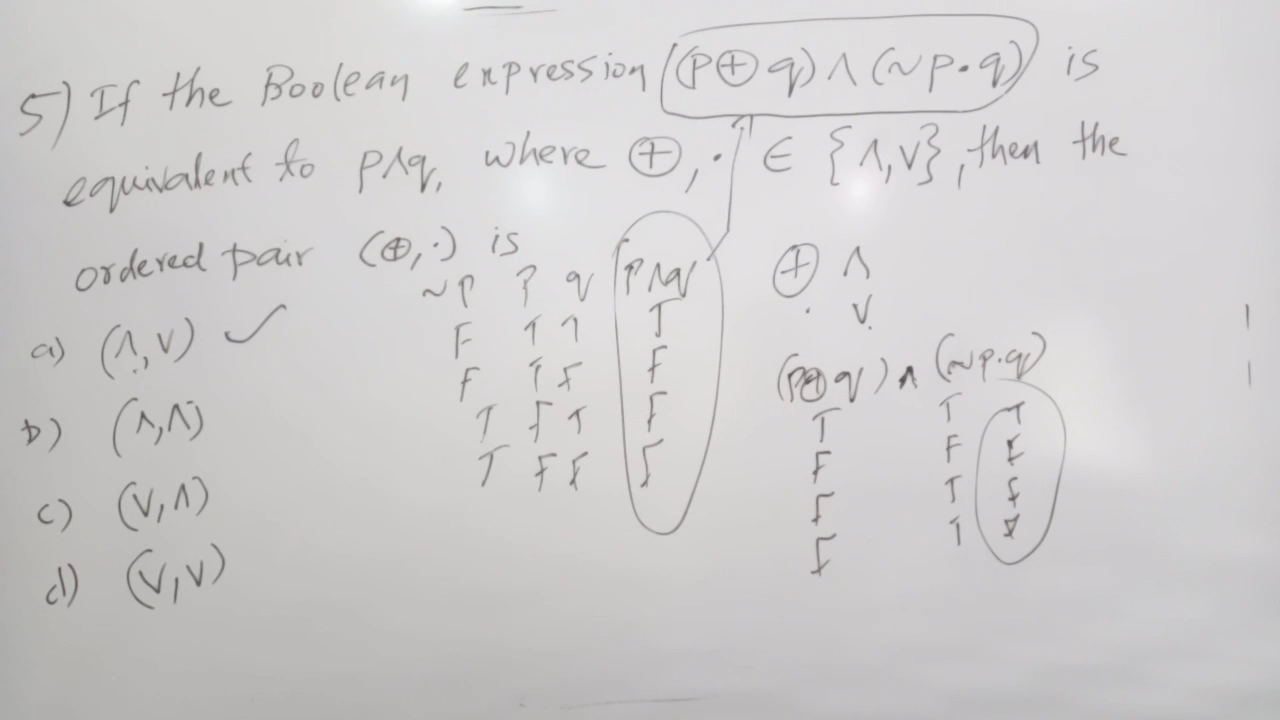 5) If the Boolean expression (p⊕q)∧(~p·q) is
equivalent to p∧q, where ⊕, · ∈ {∧,∨}, then the
ordered pair (⊕,·) is
a) (∧,∨) ✓
b) (∧,∧)
c) (∨,∧)
d) (∨,∨)
~p p q p∧q
F T T T
F T F F
T F T F
T F F F
⊕ ∧
· ∨
(p⊕q) ∧ (~p·q)
T T T
F F F
F T F
F T F